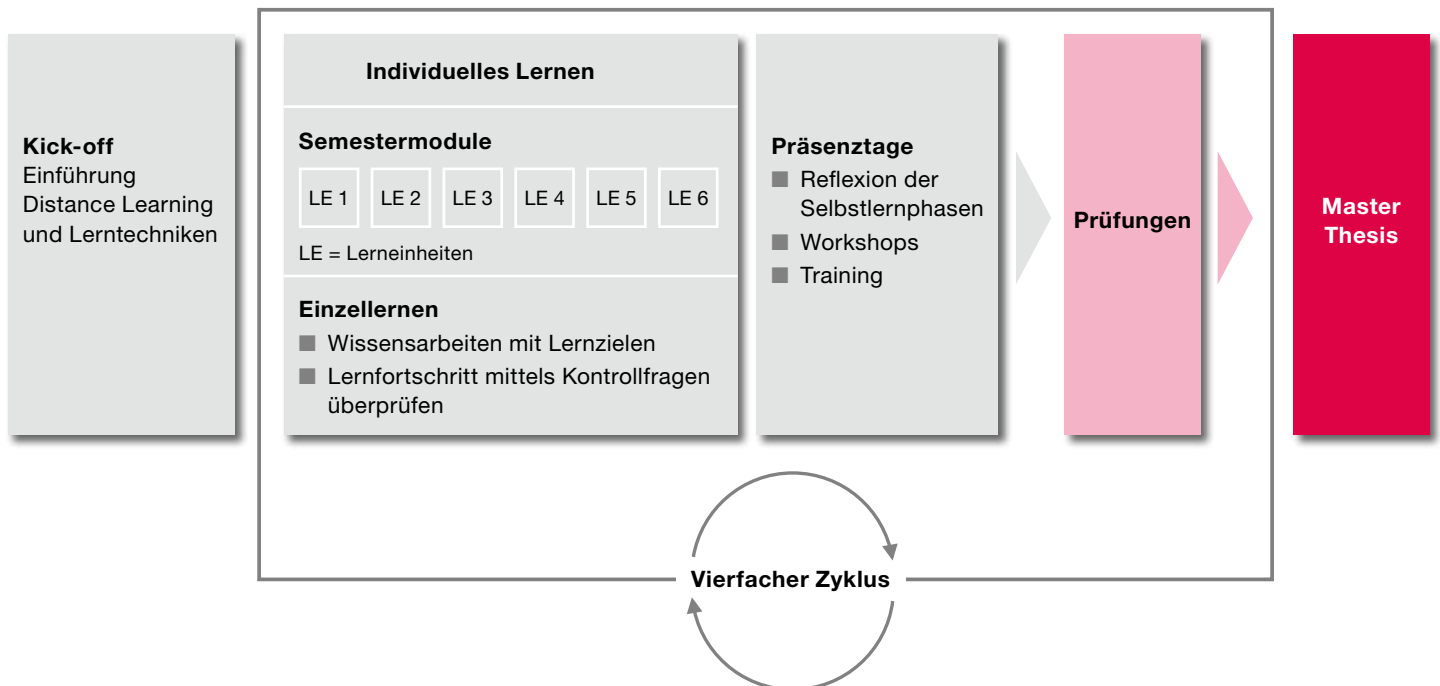 Kick-off
Einführung
Distance Learning
und Lerntechniken
Individuelles Lernen
Semestermodule
LE 1
LE 2
LE 3
LE 4
LE 5
LE 6
LE = Lerneinheiten
Einzellernen
Wissensarbeiten mit Lernzielen
Lernfortschritt mittels Kontrollfragen
überprüfen
Präsenztage
Reflexion der
Selbstlernphasen
Workshops
Training
Prüfungen
Master
Thesis
Vierfacher Zyklus